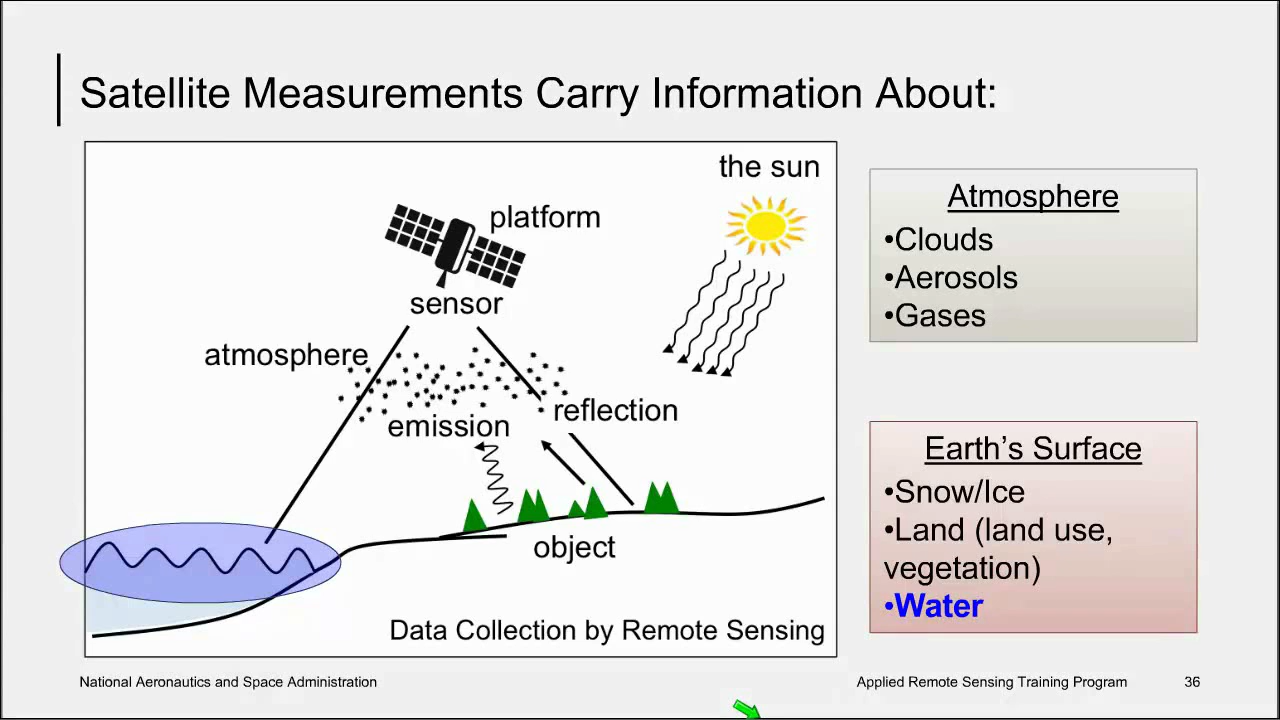 Satellite Measurements Carry Information About:
the sun
platform
sensor
atmosphere
reflection
emission
object
Data Collection by Remote Sensing
Atmosphere
•Clouds
•Aerosols
•Gases
Earth’s Surface
•Snow/Ice
•Land (land use,
vegetation)
•Water
National Aeronautics and Space Administration
Applied Remote Sensing Training Program
36